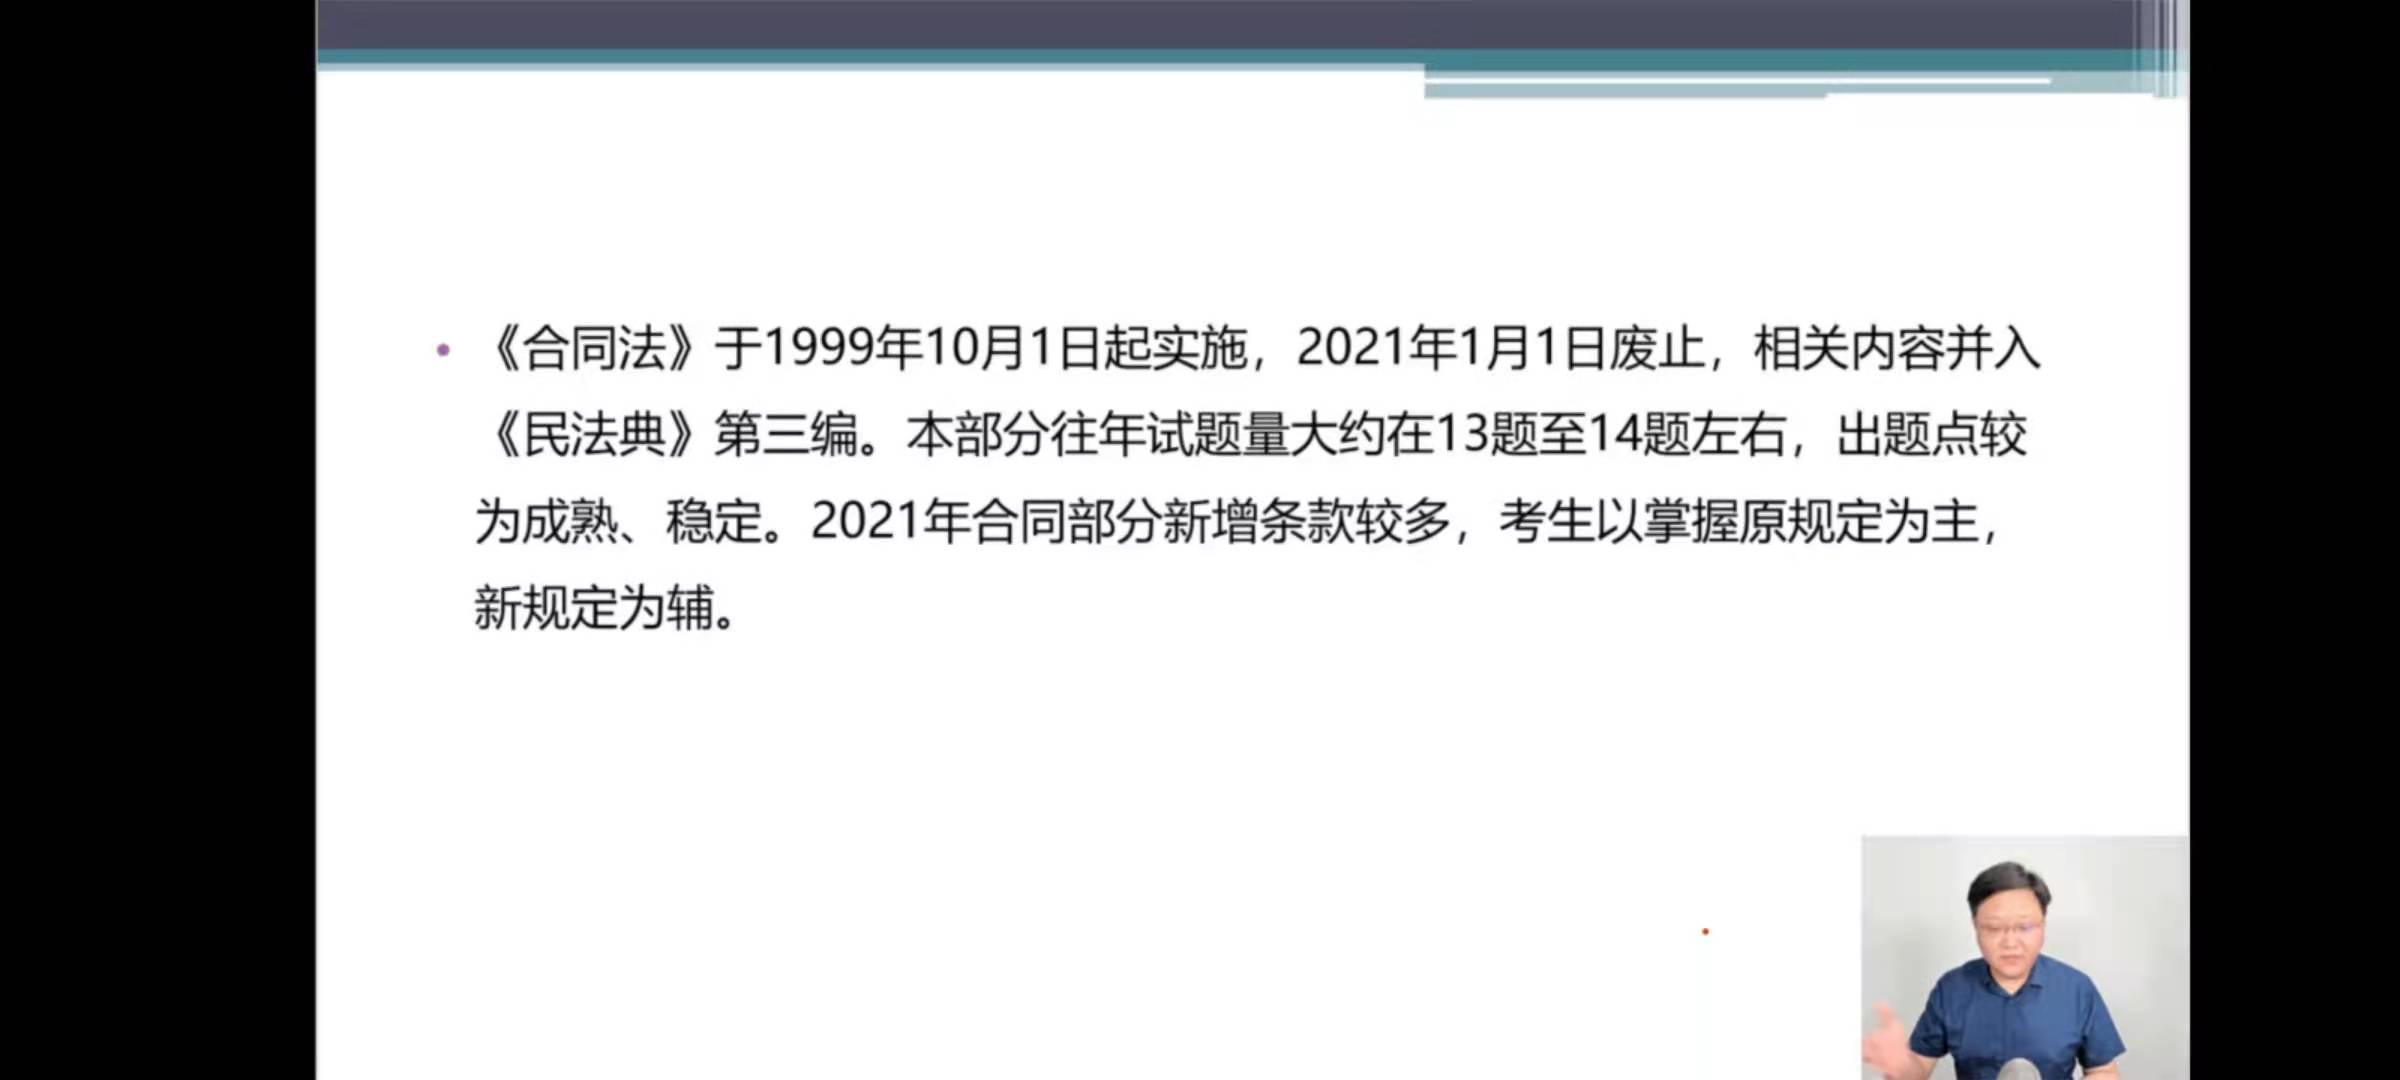 《合同法》于1999年10月1日起实施，2021年1月1日废止，相关内容并入
《民法典》第三编。本部分往年试题量大约在13题至14题左右，出题点较
为成熟、稳定。2021年合同部分新增条款较多，考生以掌握原规定为主，
新规定为辅。